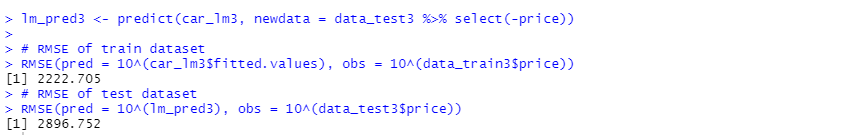 > lm_pred3 <- predict(car_lm3, newdata = data_test3 %>% select(-price))
>
> # RMSE of train dataset
> RMSE(pred = 10^(car_lm3$fitted.values), obs = 10^(data_train3$price))
[1] 2222.705
> # RMSE of test dataset
> RMSE(pred = 10^(lm_pred3), obs = 10^(data_test3$price))
[1] 2896.752